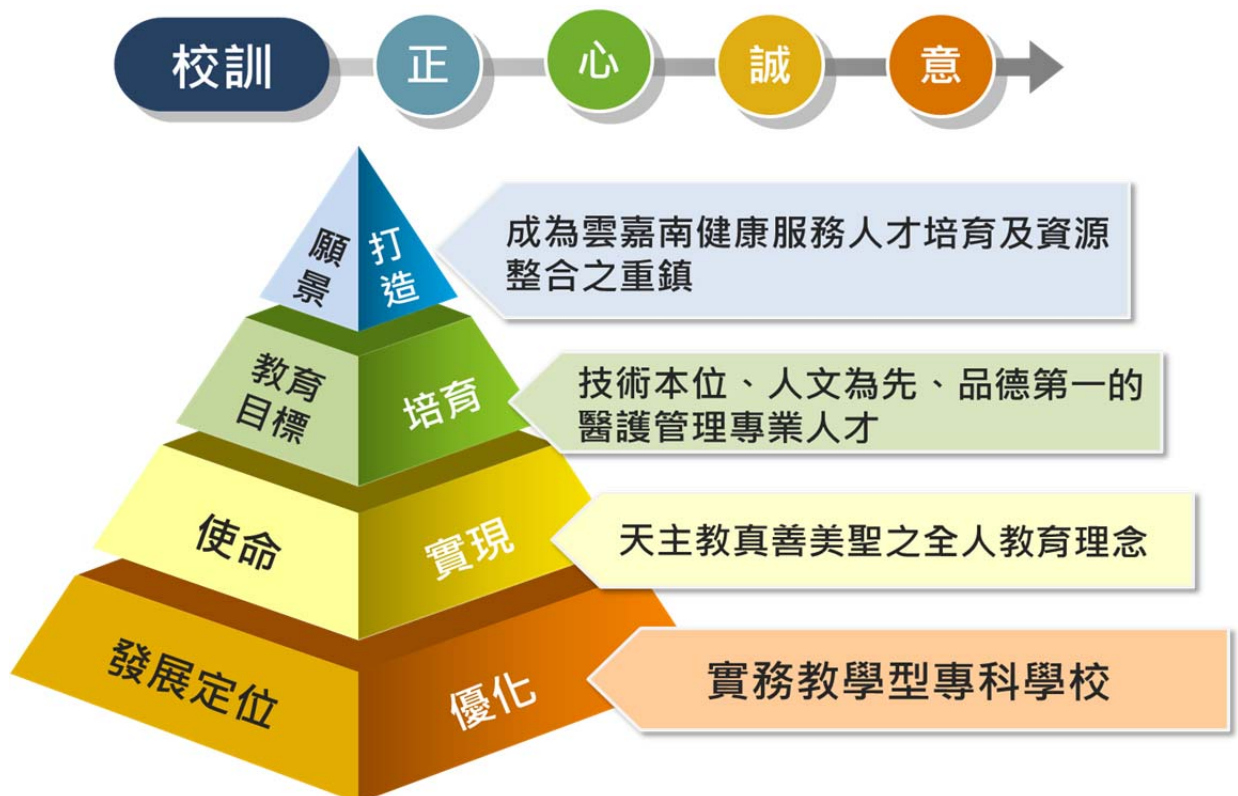 校訓 正 心 誠 意
願景
打造
成為雲嘉南健康服務人才培育及資源
整合之重鎮
教育
目標
培育
技術本位、人文為先、品德第一的
醫護管理專業人才
使命
實現
天主教真善美聖之全人教育理念
發展定位
優化
實務教學型專科學校